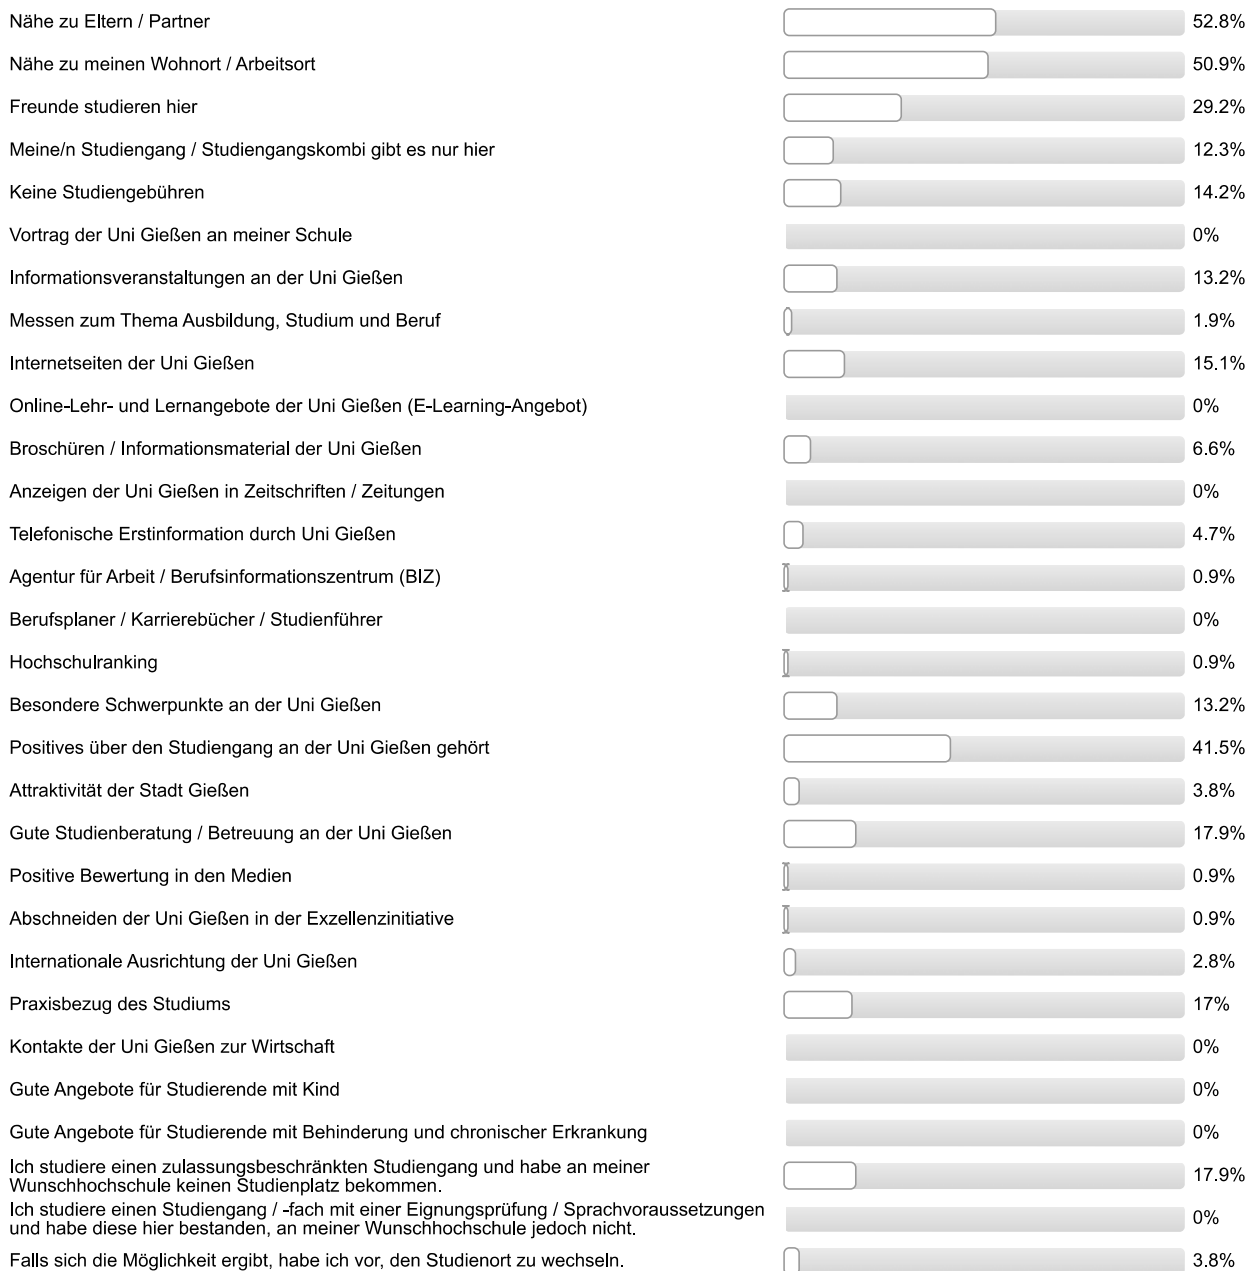 Nähe zu Eltern / Partner 52.8%
Nähe zu meinen Wohnort / Arbeitsort 50.9%
Freunde studieren hier 29.2%
Meine/n Studiengang / Studiengangskombi gibt es nur hier 12.3%
Keine Studiengebühren 14.2%
Vortrag der Uni Gießen an meiner Schule 0%
Informationsveranstaltungen an der Uni Gießen 13.2%
Messen zum Thema Ausbildung, Studium und Beruf 1.9%
Internetseiten der Uni Gießen 15.1%
Online-Lehr- und Lernangebote der Uni Gießen (E-Learning-Angebot) 0%
Broschüren / Informationsmaterial der Uni Gießen 6.6%
Anzeigen der Uni Gießen in Zeitschriften / Zeitungen 0%
Telefonische Erstinformation durch Uni Gießen 4.7%
Agentur für Arbeit / Berufsinformationszentrum (BIZ) 0.9%
Berufsplaner / Karrierebücher / Studienführer 0%
Hochschulranking 0.9%
Besondere Schwerpunkte an der Uni Gießen 13.2%
Positives über den Studiengang an der Uni Gießen gehört 41.5%
Attraktivität der Stadt Gießen 3.8%
Gute Studienberatung / Betreuung an der Uni Gießen 17.9%
Positive Bewertung in den Medien 0.9%
Abschneiden der Uni Gießen in der Exzellenzinitiative 0.9%
Internationale Ausrichtung der Uni Gießen 2.8%
Praxisbezug des Studiums 17%
Kontakte der Uni Gießen zur Wirtschaft 0%
Gute Angebote für Studierende mit Kind 0%
Gute Angebote für Studierende mit Behinderung und chronischer Erkrankung 0%
Ich studiere einen zulassungsbeschränkten Studiengang und habe an meiner
Wunschhochschule keinen Studienplatz bekommen. 17.9%
Ich studiere einen Studiengang / -fach mit einer Eignungsprüfung / Sprachvoraussetzungen
und habe diese hier bestanden, an meiner Wunschhochschule jedoch nicht. 0%
Falls sich die Möglichkeit ergibt, habe ich vor, den Studienort zu wechseln. 3.8%